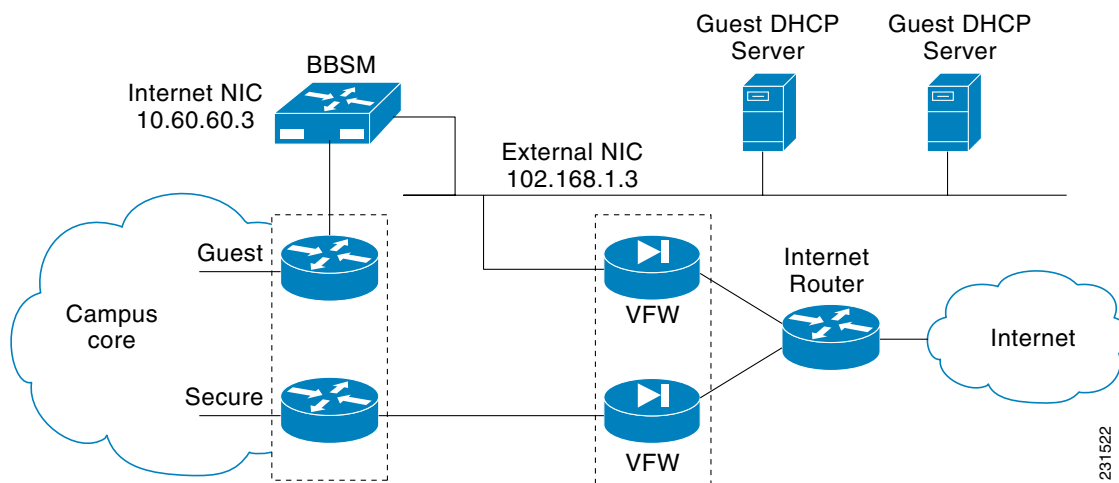 Guest DHCP
Server
Guest DHCP
Server
BBSM
Internet NIC
10.60.60.3
External NIC
102.168.1.3
Guest
Campus
core
Secure
VFW
VFW
Internet
Router
Internet
231522